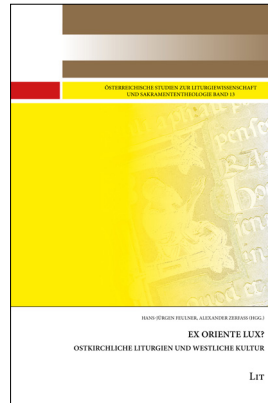 ÖSTERREICHISCHE STUDIEN ZUR LITURGIEWISSENSCHAFT
UND SAKRAMENTENTHEOLOGIE BAND 13
HANS-JÜRGEN FEULNER, ALEXANDER ZERFASS (HGG.)
EX ORIENTE LUX?
OSTKIRCHLICHE LITURGIEN UND WESTLICHE KULTUR
LIT